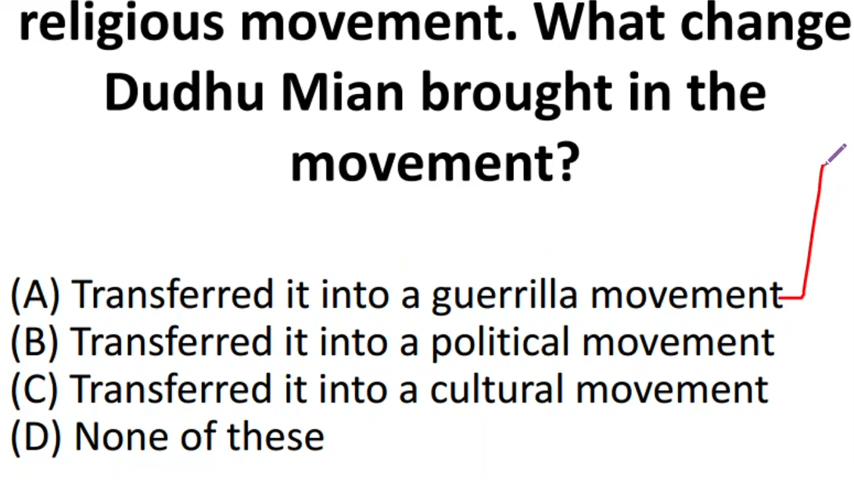 religious movement. What change
Dudhu Mian brought in the
movement?
(A) Transferred it into a guerrilla movement
(B) Transferred it into a political movement
(C) Transferred it into a cultural movement
(D) None of these